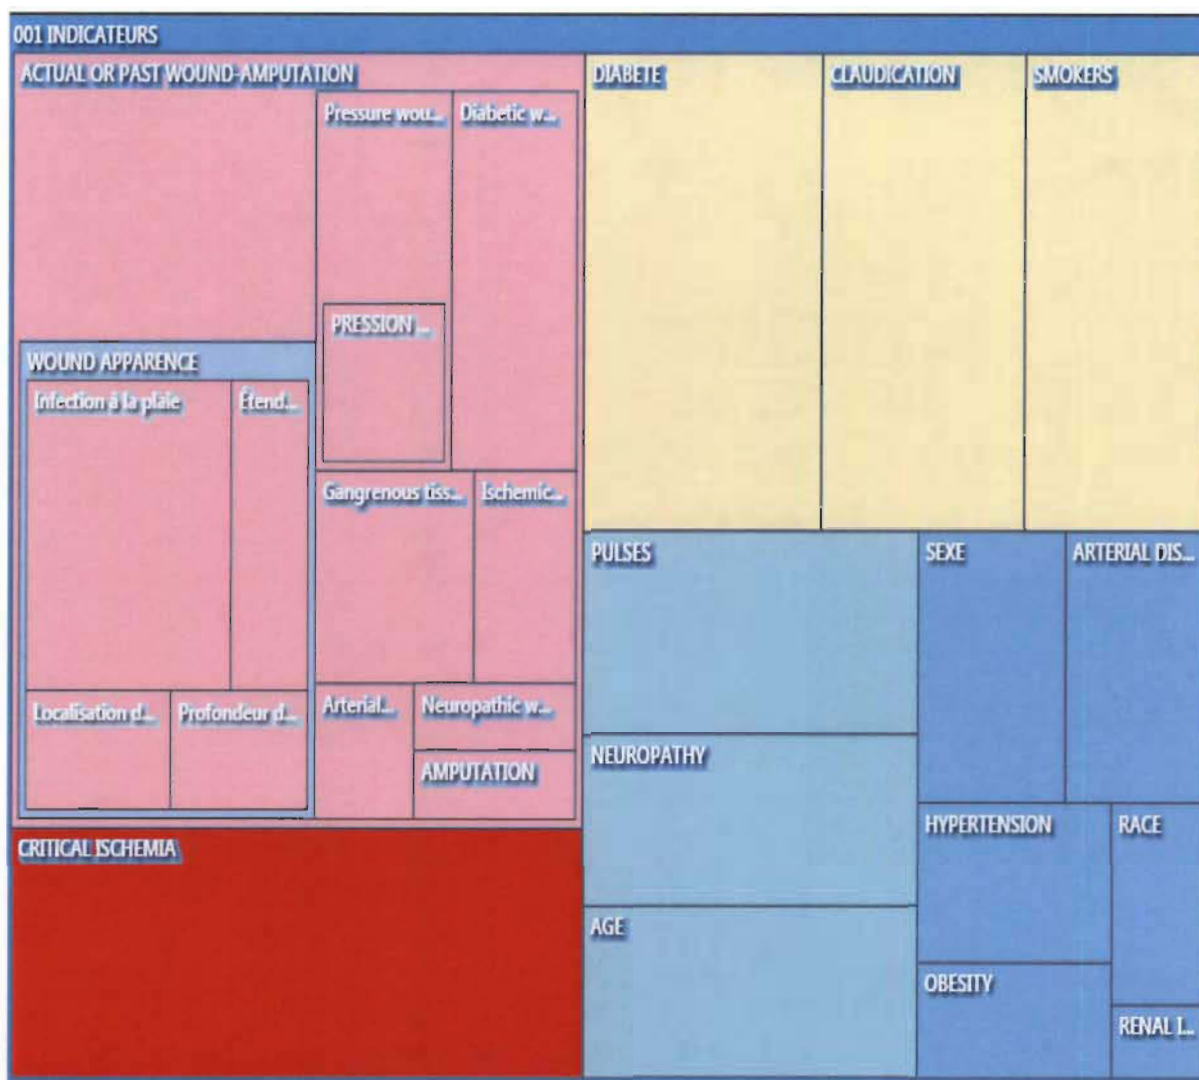 001 INDICATEURS
ACTUAL OR PAST WOUND-AMPUTATION
Pressure wou...
Diabetic w...
PRESSION ...
WOUND APPARENCE
Infection à la plaie
Étend...
Gangrenous tiss...
Ischemic...
Localisation d...
Profondeur d...
Arterial...
Neuropathic w...
AMPUTATION
CRITICAL ISCHEMIA
DIABETE
CLAUDICATION
SMOKERS
PULSES
SEXE
ARTERIAL DIS...
NEUROPATHY
HYPERTENSION
RACE
AGE
OBESITY
RENAL I...